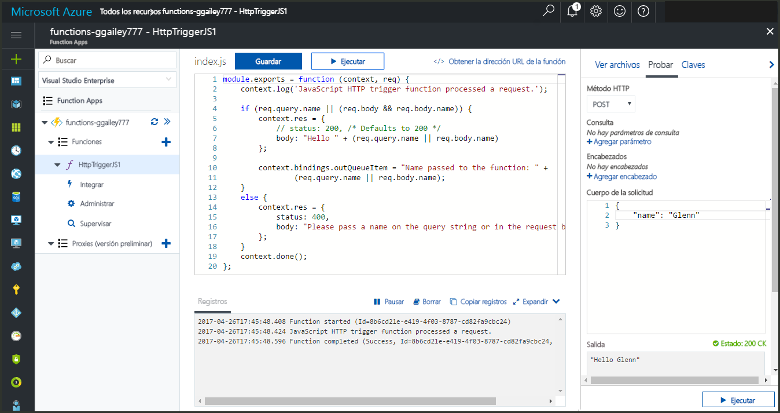 Microsoft Azure Todos los recursos functions-ggailey777 - HttpTriggerJS1
1
functions-ggailey777 - HttpTriggerJS1
Function Apps
Buscar
Visual Studio Enterprise
Function Apps
functions-ggailey777
Funciones
HttpTriggerJS1
Integrar
Administrar
Supervisar
Proxies (versión preliminar)
index.js
Guardar
Ejecutar
</> Obtener la dirección URL de la función
1 module.exports = function (context, req) {
2 context.log('JavaScript HTTP trigger function processed a request.');
3
4 if (req.query.name || (req.body && req.body.name)) {
5 context.res = {
6 // status: 200, /* Defaults to 200 */
7 body: "Hello " + (req.query.name || req.body.name)
8 };
9
10 context.bindings.outQueueItem = "Name passed to the function: " +
11 (req.query.name || req.body.name);
12 }
13 else {
14 context.res = {
15 status: 400,
16 body: "Please pass a name on the query string or in the request b
17 };
18 }
19 context.done();
20 };
Registros
Pausar
Borrar
Copiar registros
Expandir
2017-04-26T17:45:48.408 Function started (Id=8b6cd21e-e419-4f03-8787-cd82fa9cbc24)
2017-04-26T17:45:48.424 JavaScript HTTP trigger function processed a request.
2017-04-26T17:45:48.596 Function completed (Success, Id=8b6cd21e-e419-4f03-8787-cd82fa9cbc24,
Ver archivos
Probar
Claves
Método HTTP
POST
Consulta
No hay parámetros de consulta
Agregar parámetro
Encabezados
No hay encabezados
Agregar encabezado
Cuerpo de la solicitud
1 {
2 "name": "Glenn"
3 }
Salida
Estado: 200 CK
"Hello Glenn"
Ejecutar